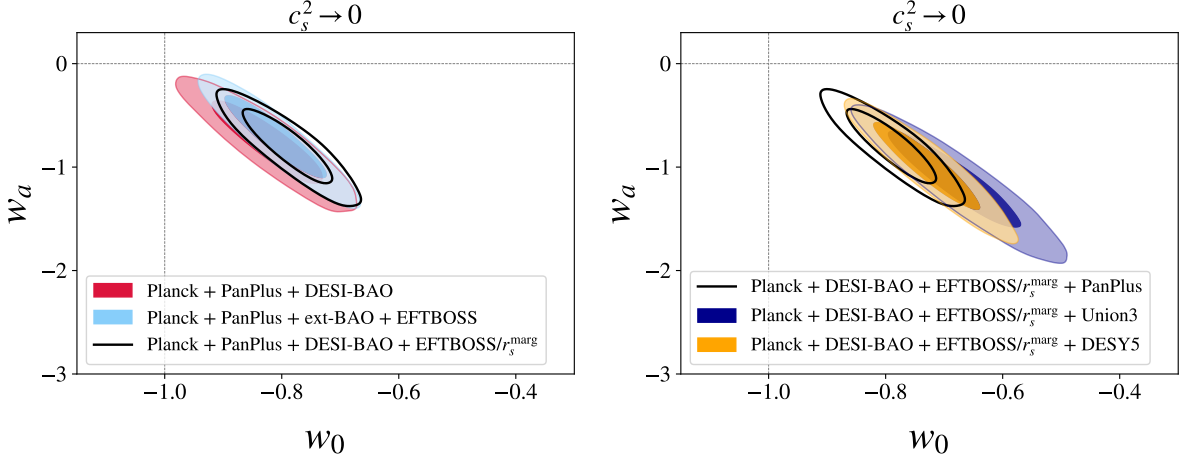 c_s^2 → 0
0
−1
−2
−3
w_a
Planck + PanPlus + DESI-BAO
Planck + PanPlus + ext-BAO + EFTBOSS
Planck + PanPlus + DESI-BAO + EFTBOSS/r_s^marg
−1.0
−0.8
−0.6
−0.4
w_0
c_s^2 → 0
0
−1
−2
−3
w_a
Planck + DESI-BAO + EFTBOSS/r_s^marg + PanPlus
Planck + DESI-BAO + EFTBOSS/r_s^marg + Union3
Planck + DESI-BAO + EFTBOSS/r_s^marg + DESY5
−1.0
−0.8
−0.6
−0.4
w_0